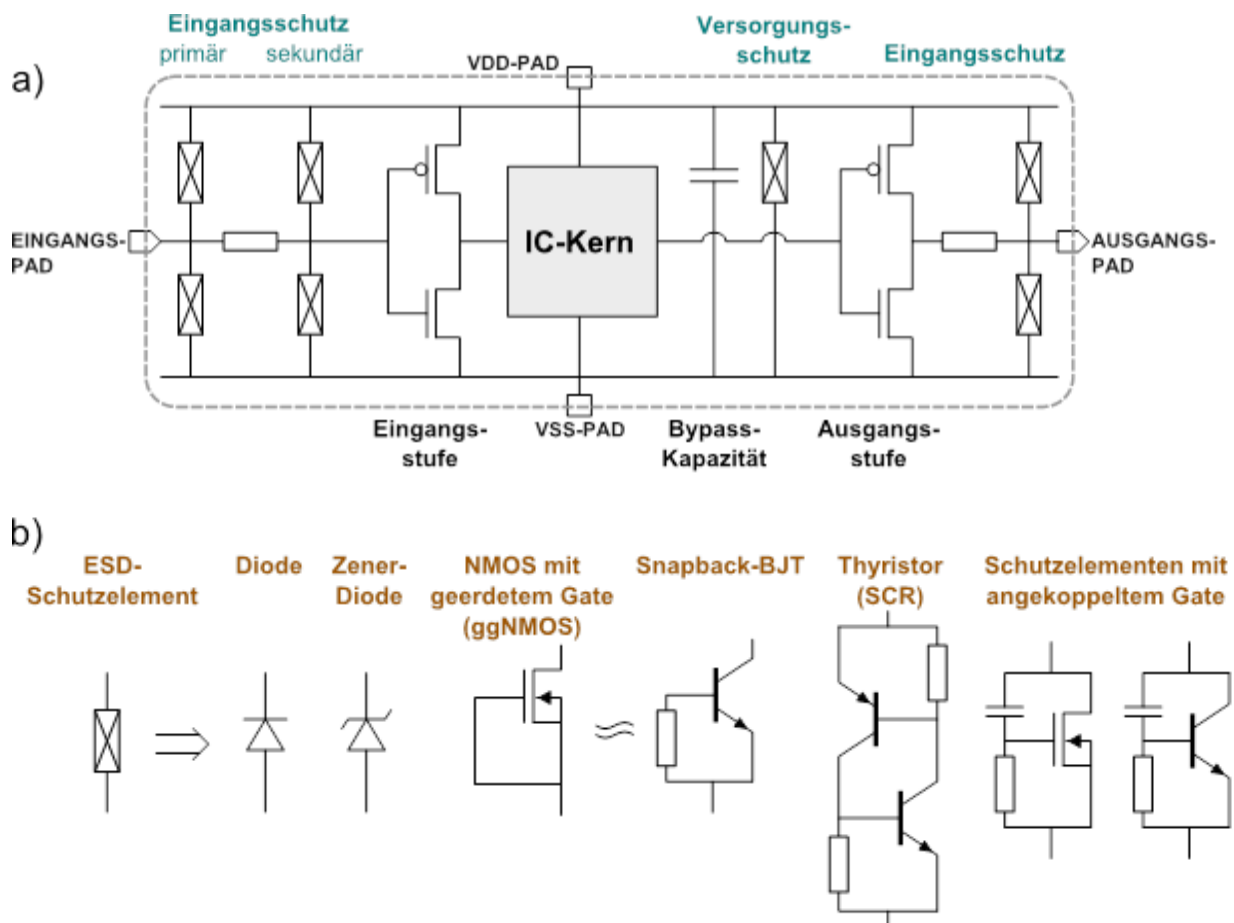 a)
Eingangsschutz
primär
sekundär
VDD-PAD
Versorgungs-
schutz
Eingangsschutz
EINGANGS-
PAD
IC-Kern
AUSGANGS-
PAD
Eingangs-
stufe
VSS-PAD
Bypass-
Kapazität
Ausgangs-
stufe
b)
ESD-
Schutzelement
Diode
Zener-
Diode
NMOS mit
geerdetem Gate
(ggNMOS)
Snapback-BJT
Thyristor
(SCR)
Schutzelementen mit
angekoppeltem Gate